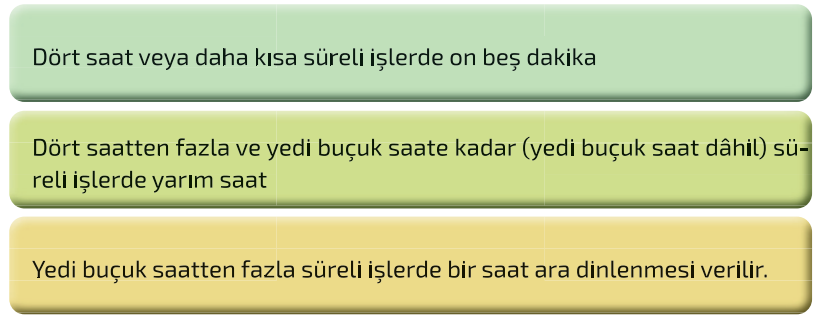 Dört saat veya daha kısa süreli işlerde on beş dakika
Dört saatten fazla ve yedi buçuk saate kadar (yedi buçuk saat dâhil) sü-
reli işlerde yarım saat
Yedi buçuk saatten fazla süreli işlerde bir saat ara dinlenmesi verilir.